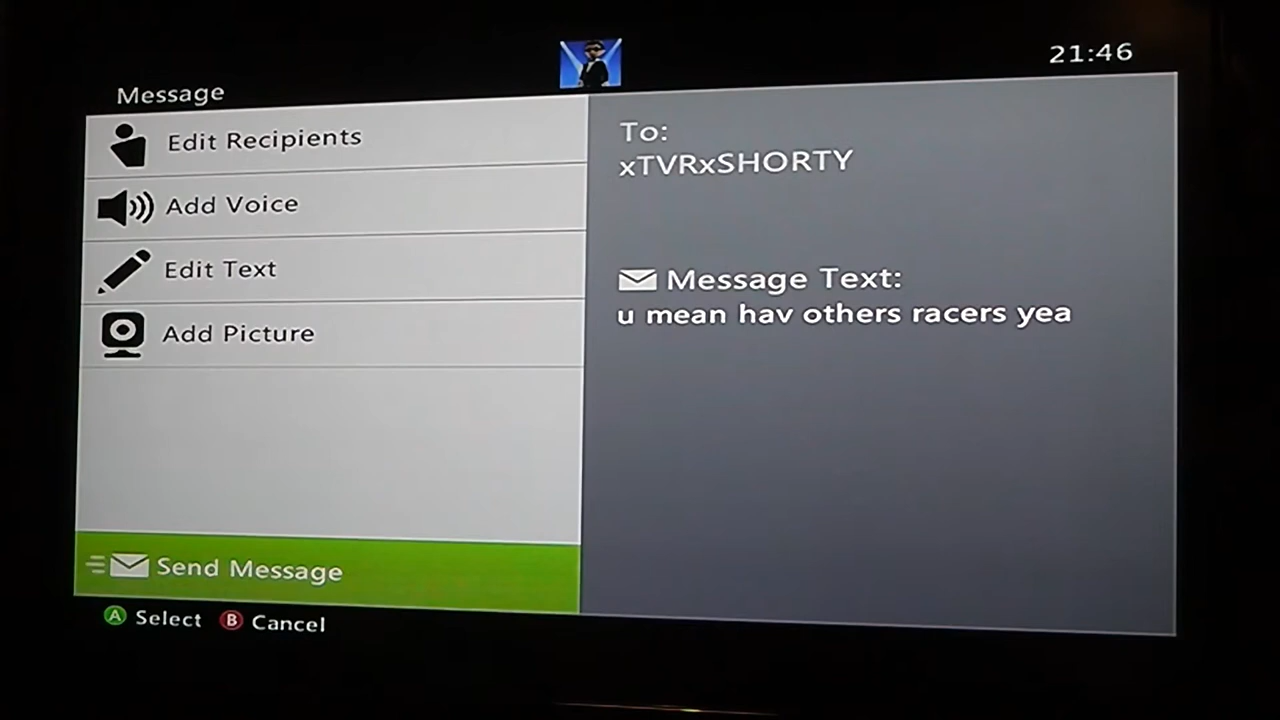 21:46
Message
Edit Recipients
Add Voice
Edit Text
Add Picture
Send Message
To:
xTVRxSHORTY
Message Text:
u mean hav others racers yea
A Select B Cancel